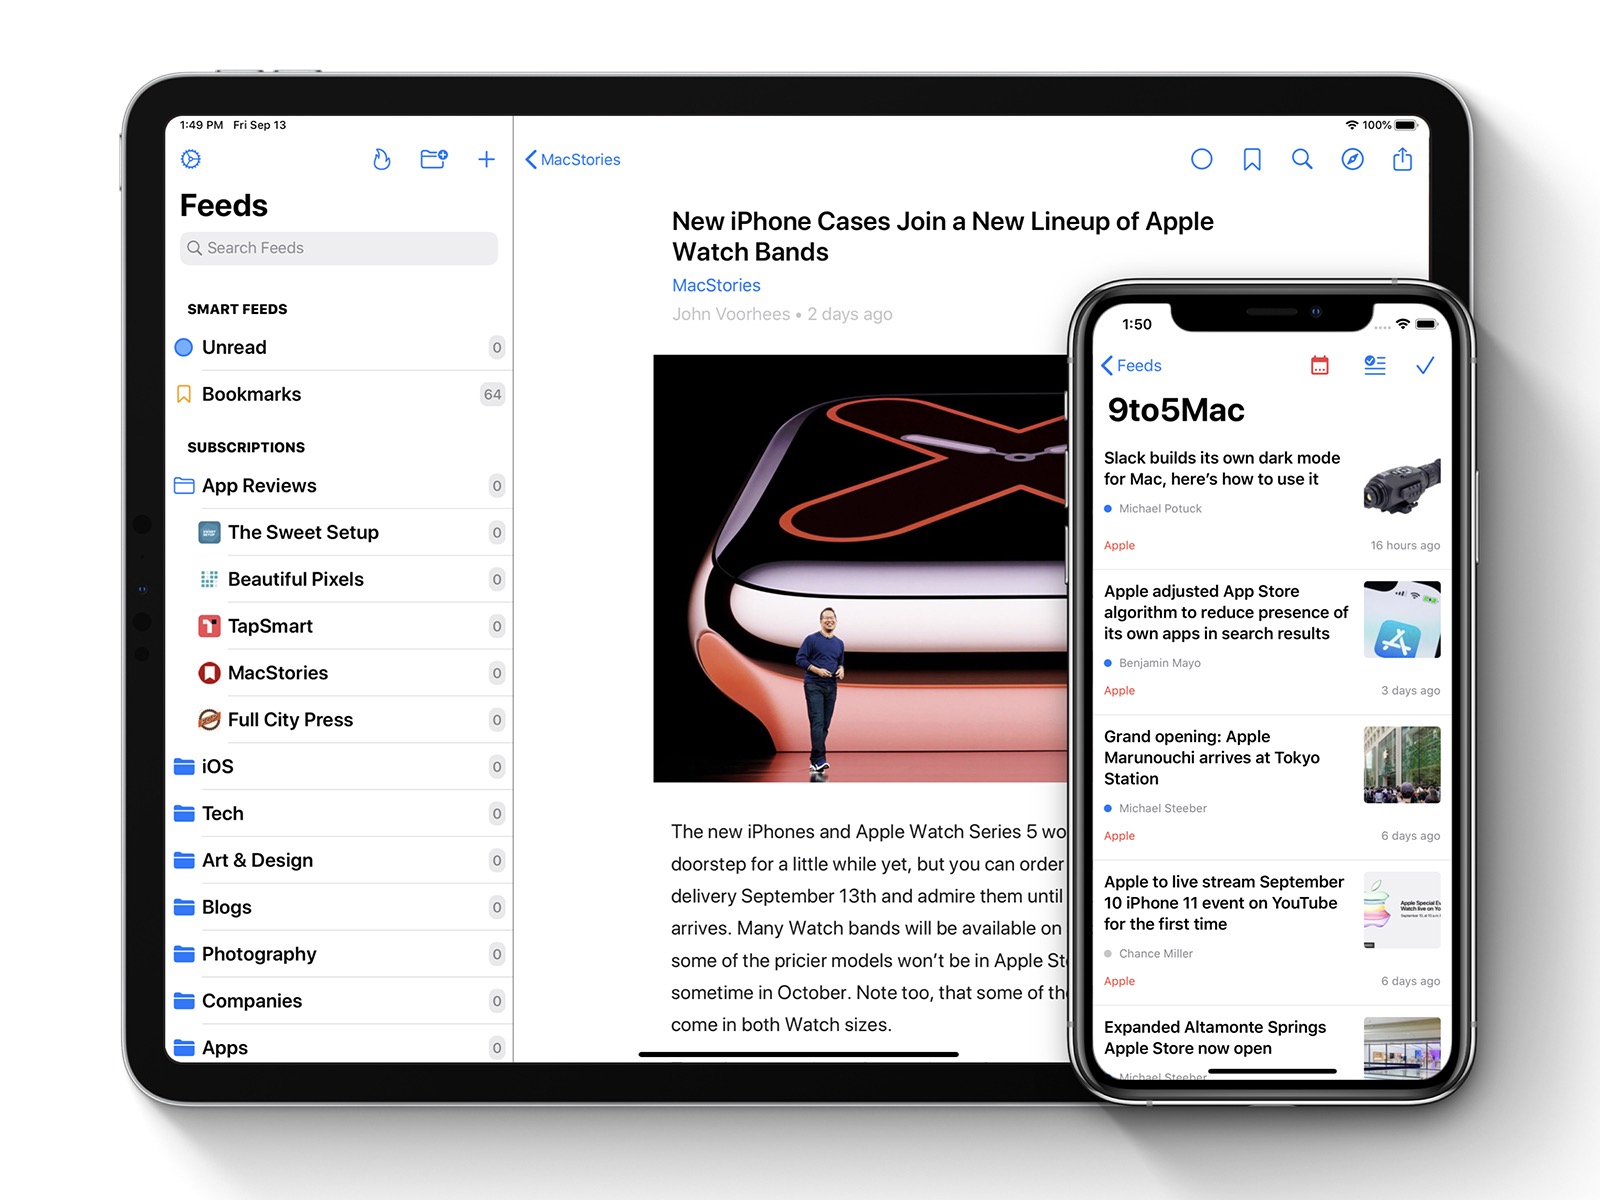 1:49 PM Fri Sep 13
100%
MacStories
Feeds
Search Feeds
SMART FEEDS
Unread 0
Bookmarks 64
SUBSCRIPTIONS
App Reviews 0
The Sweet Setup 0
Beautiful Pixels 0
TapSmart 0
MacStories 0
Full City Press 0
iOS 0
Tech 0
Art & Design 0
Blogs 0
Photography 0
Companies 0
Apps 0
New iPhone Cases Join a New Lineup of Apple
Watch Bands
MacStories
John Voorhees • 2 days ago
The new iPhones and Apple Watch Series 5 wo
doorstep for a little while yet, but you can order
delivery September 13th and admire them until
arrives. Many Watch bands will be available on
some of the pricier models won't be in Apple St
sometime in October. Note too, that some of th
come in both Watch sizes.
1:50
Feeds
9to5Mac
Slack builds its own dark mode
for Mac, here's how to use it
Michael Potuck
Apple 16 hours ago
Apple adjusted App Store
algorithm to reduce presence of
its own apps in search results
Benjamin Mayo
Apple 3 days ago
Grand opening: Apple
Marunouchi arrives at Tokyo
Station
Michael Steeber
Apple 6 days ago
Apple to live stream September
10 iPhone 11 event on YouTube
for the first time
Apple Special Ev
Watch live on Yo
Chance Miller
Apple 6 days ago
Expanded Altamonte Springs
Apple Store now open
Michael Steeber